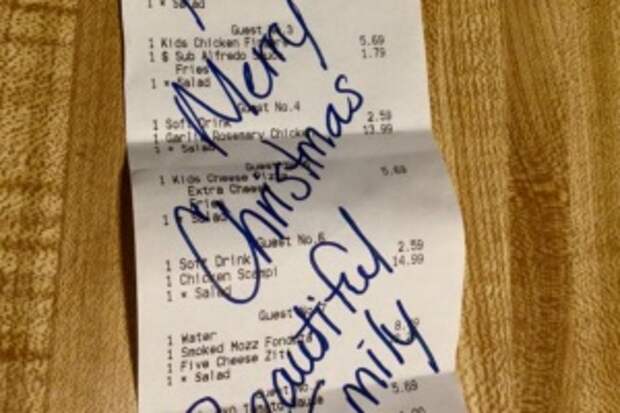 1 * Salad
Guest No.3
1 Kids Chicken Fingers 5.69
1 $ Sub Alfredo Sauce 1.79
Fries
1 * Salad
Merry
Guest No.4
1 Soft Drink 2.59
1 Garlic Rosemary Chicken 13.99
1 * Salad
Christmas
Guest
1 Kids Cheese Pizza 5.69
Extra Cheese
Fries
1 * Salad
Guest No.6
1 Soft Drink 2.59
1 Chicken Scampi 14.99
1 * Salad
Beautiful
Guest
1 Water
1 Smoked Mozz Fonduta
1 Five Cheese Ziti
1 * Salad
Family
5.69